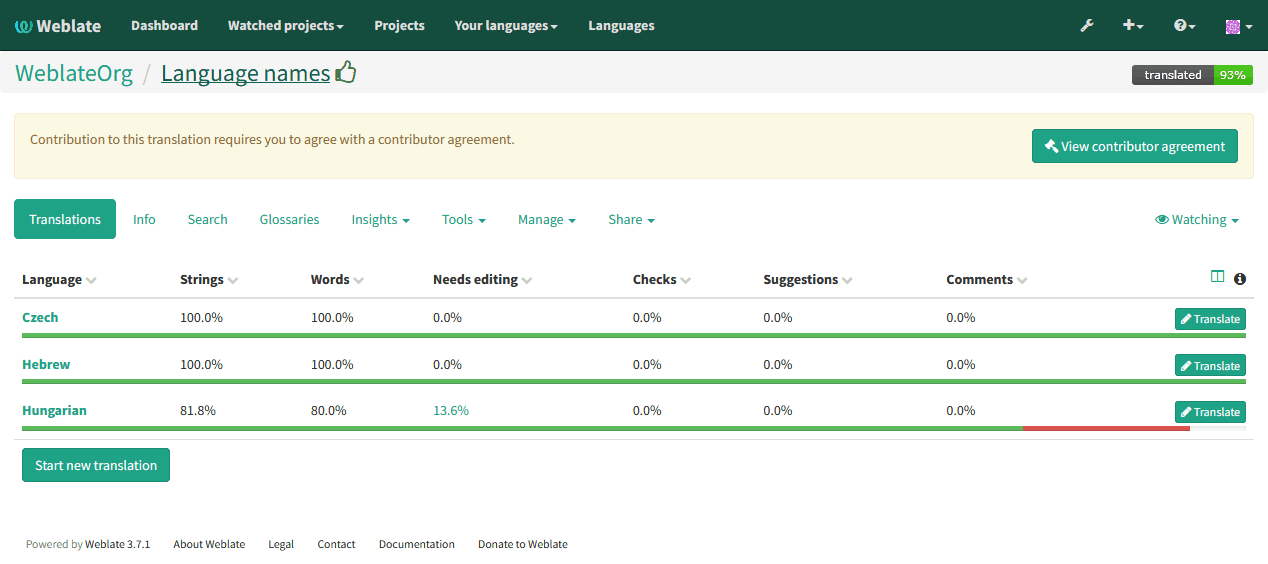 Weblate Dashboard Watched projects Projects Your languages Languages
WeblateOrg / Language names translated 93%
Contribution to this translation requires you to agree with a contributor agreement. View contributor agreement
Translations Info Search Glossaries Insights Tools Manage Share Watching
Language Strings Words Needs editing Checks Suggestions Comments
Czech 100.0% 100.0% 0.0% 0.0% 0.0% 0.0% Translate
Hebrew 100.0% 100.0% 0.0% 0.0% 0.0% 0.0% Translate
Hungarian 81.8% 80.0% 13.6% 0.0% 0.0% 0.0% Translate
Start new translation
Powered by Weblate 3.7.1 About Weblate Legal Contact Documentation Donate to Weblate